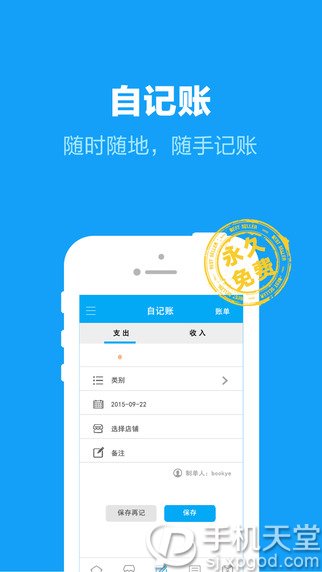 自记账
随时随地，随手记账
BEST SELLER
永久
免费
BEST SELLER
自记账
账单
支出
收入
类别
2015-09-22
选择店铺
备注
制单人：bookye
保存再记
保存
手机天堂
sjxpgod.com